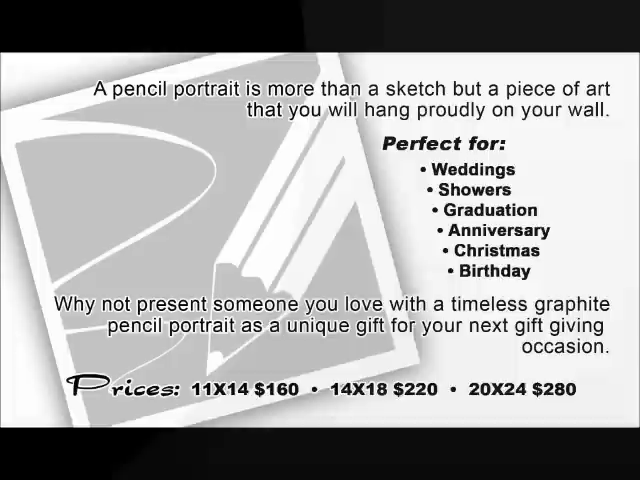 A pencil portrait is more than a sketch but a piece of art
that you will hang proudly on your wall.
Perfect for:
• Weddings
• Showers
• Graduation
• Anniversary
• Christmas
• Birthday
Why not present someone you love with a timeless graphite
pencil portrait as a unique gift for your next gift giving
occasion.
Prices: 11X14 $160 • 14X18 $220 • 20X24 $280